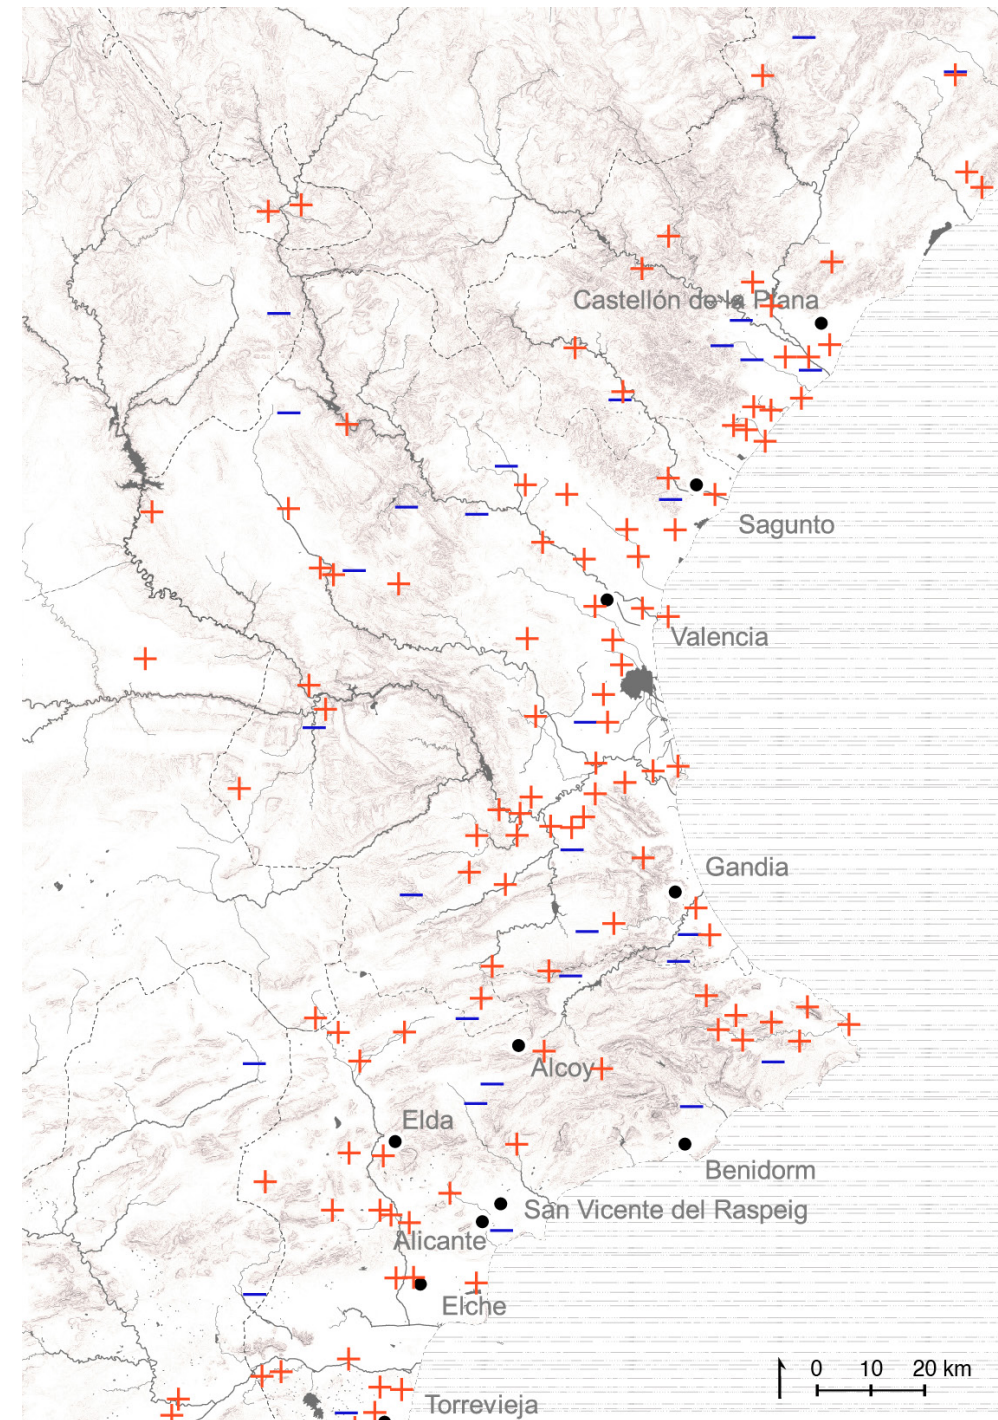 Castellón de la Plana
Sagunto
Valencia
Gandia
Alcoy
Elda
Benidorm
San Vicente del Raspeig
Alicante
Elche
0 10 20 km
Torrevieja